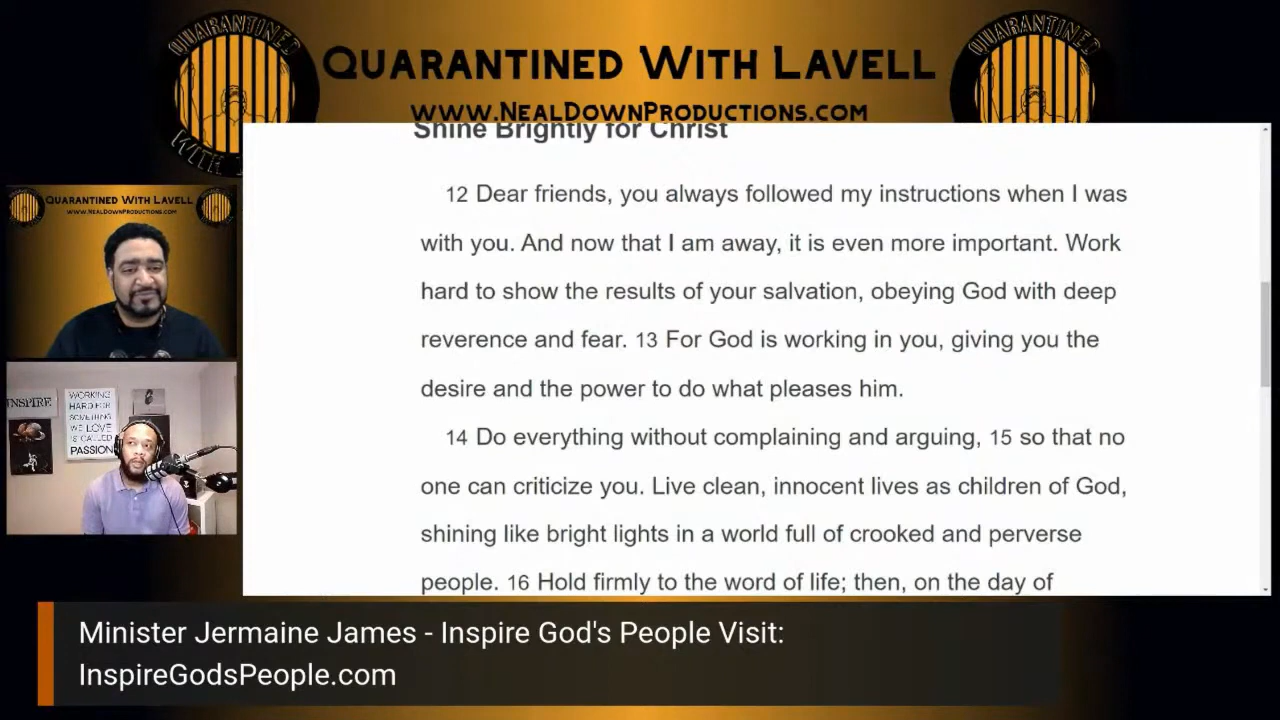 QUARANTINED
QUARANTINED WITH LAVELL
www.NealDownProductions.com
QUARANTINED
WITH
Shine Brightly for Christ
12 Dear friends, you always followed my instructions when I was
with you. And now that I am away, it is even more important. Work
hard to show the results of your salvation, obeying God with deep
reverence and fear. 13 For God is working in you, giving you the
desire and the power to do what pleases him.
14 Do everything without complaining and arguing, 15 so that no
one can criticize you. Live clean, innocent lives as children of God,
shining like bright lights in a world full of crooked and perverse
people. 16 Hold firmly to the word of life; then, on the day of
QUARANTINED WITH LAVELL
www.NealDownProductions.com
INSPIRE
WORKING
HARD FOR
SOMETHING
WE LOVE
IS CALLED
PASSION
Minister Jermaine James - Inspire God's People Visit:
InspireGodsPeople.com